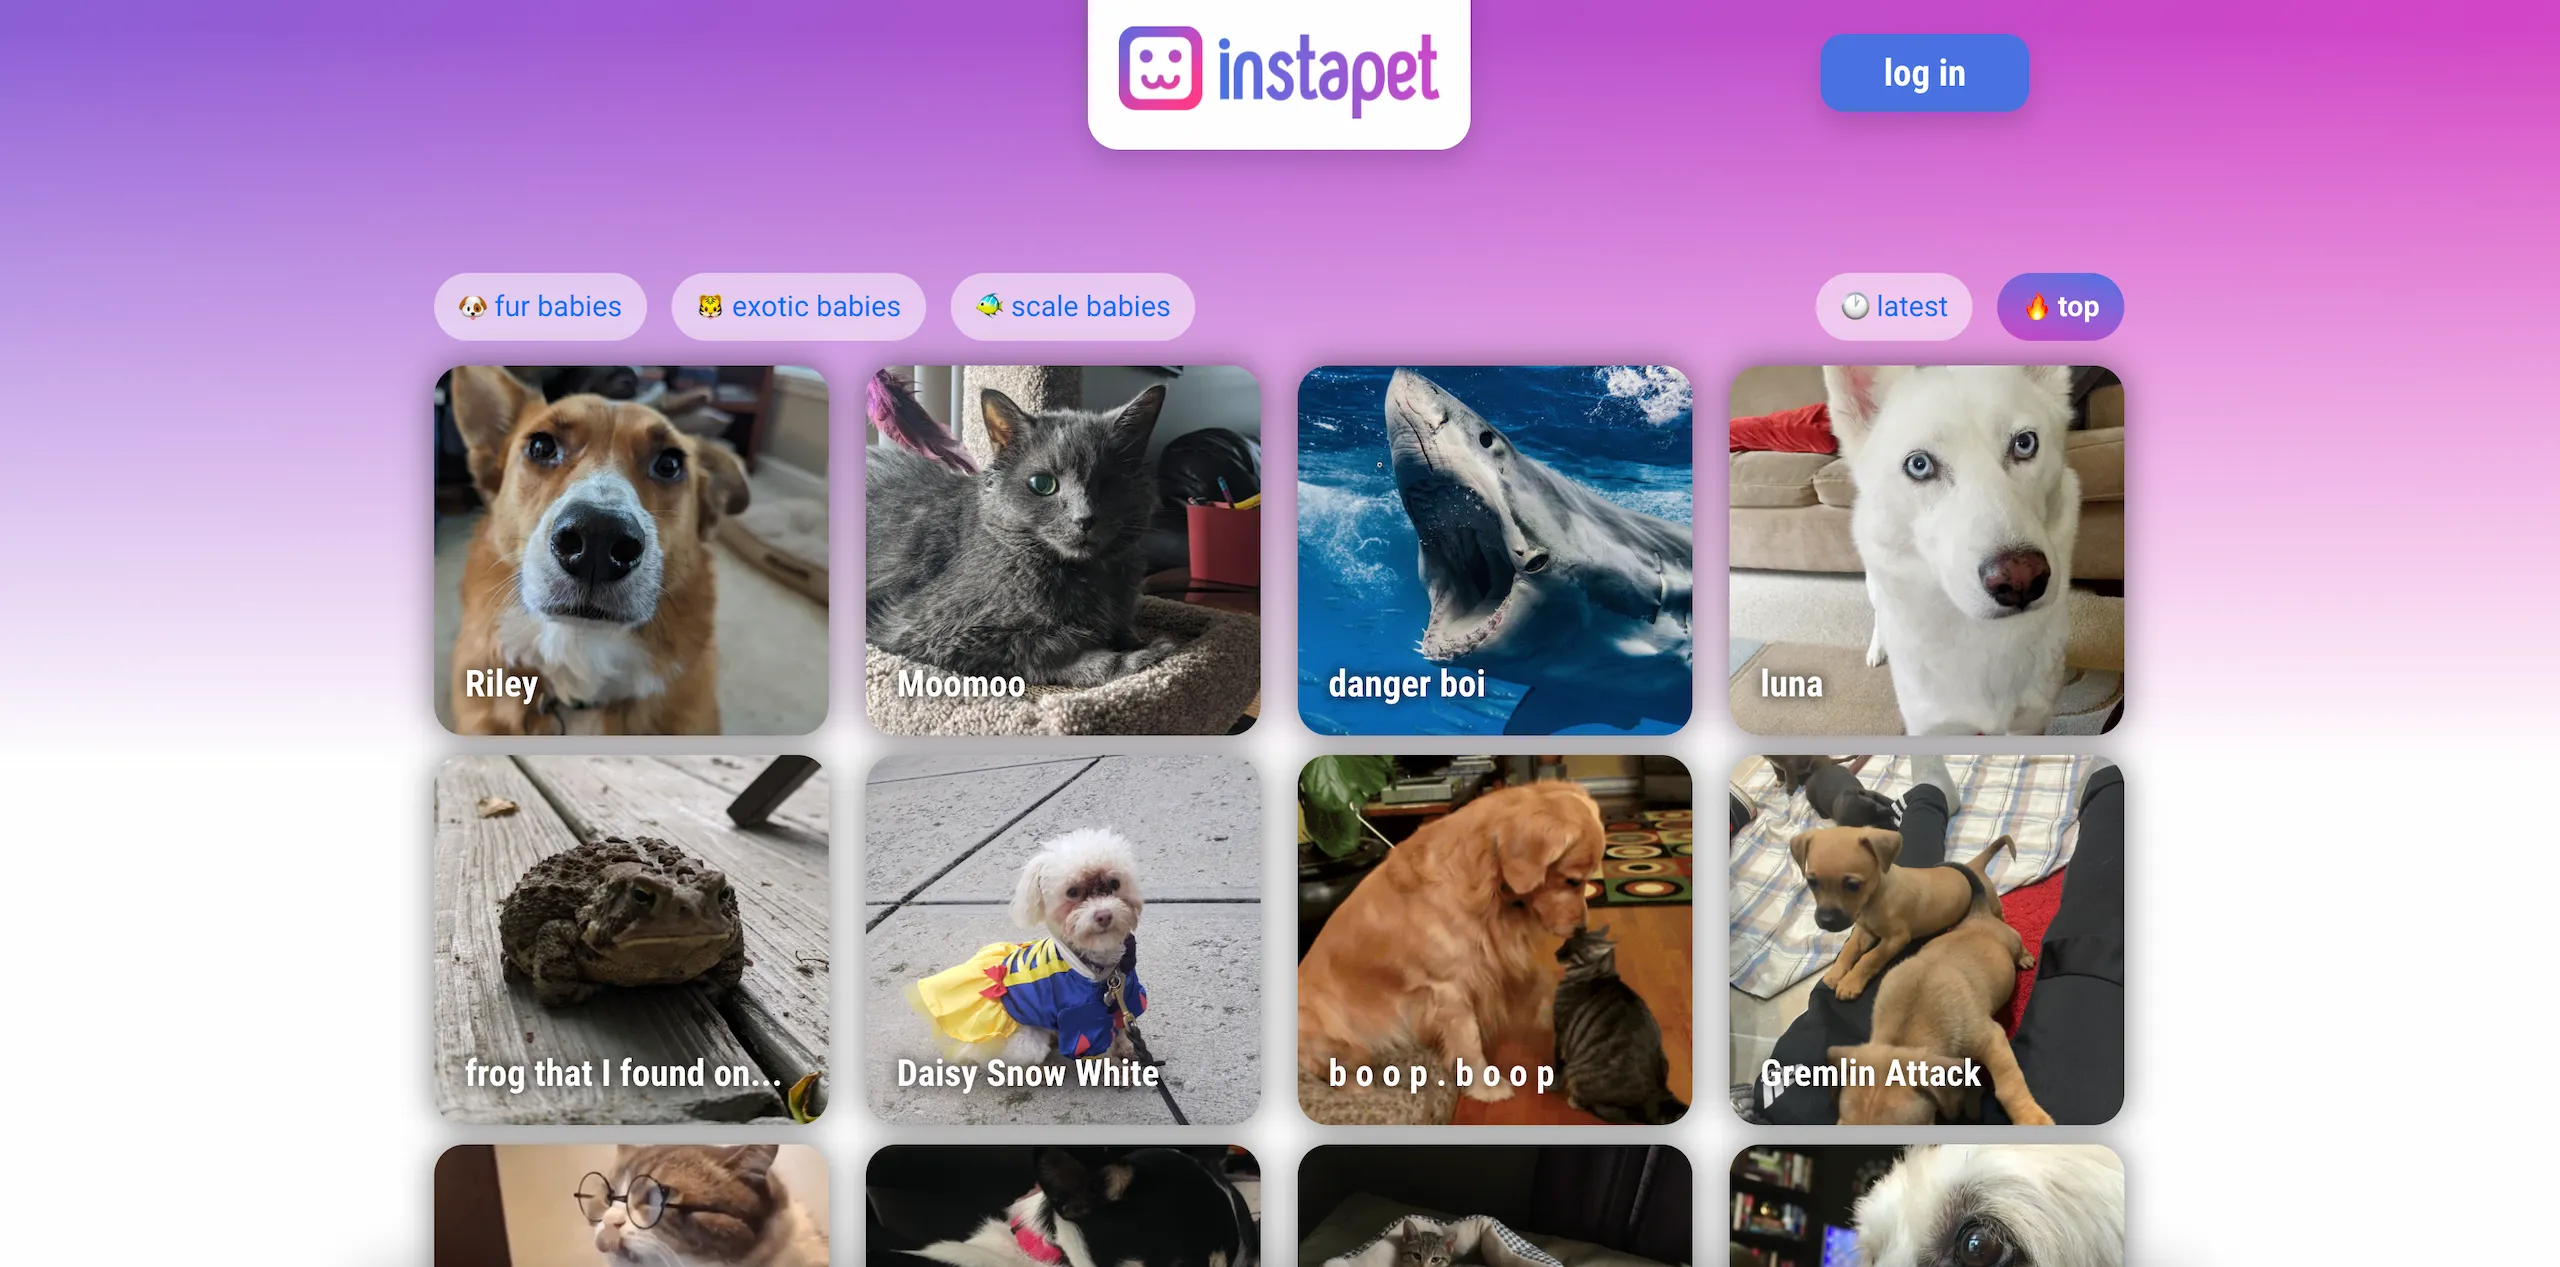 instapet
log in
fur babies
exotic babies
scale babies
latest
top
Riley
Moomoo
danger boi
luna
frog that I found on...
Daisy Snow White
b o o p . b o o p
Gremlin Attack